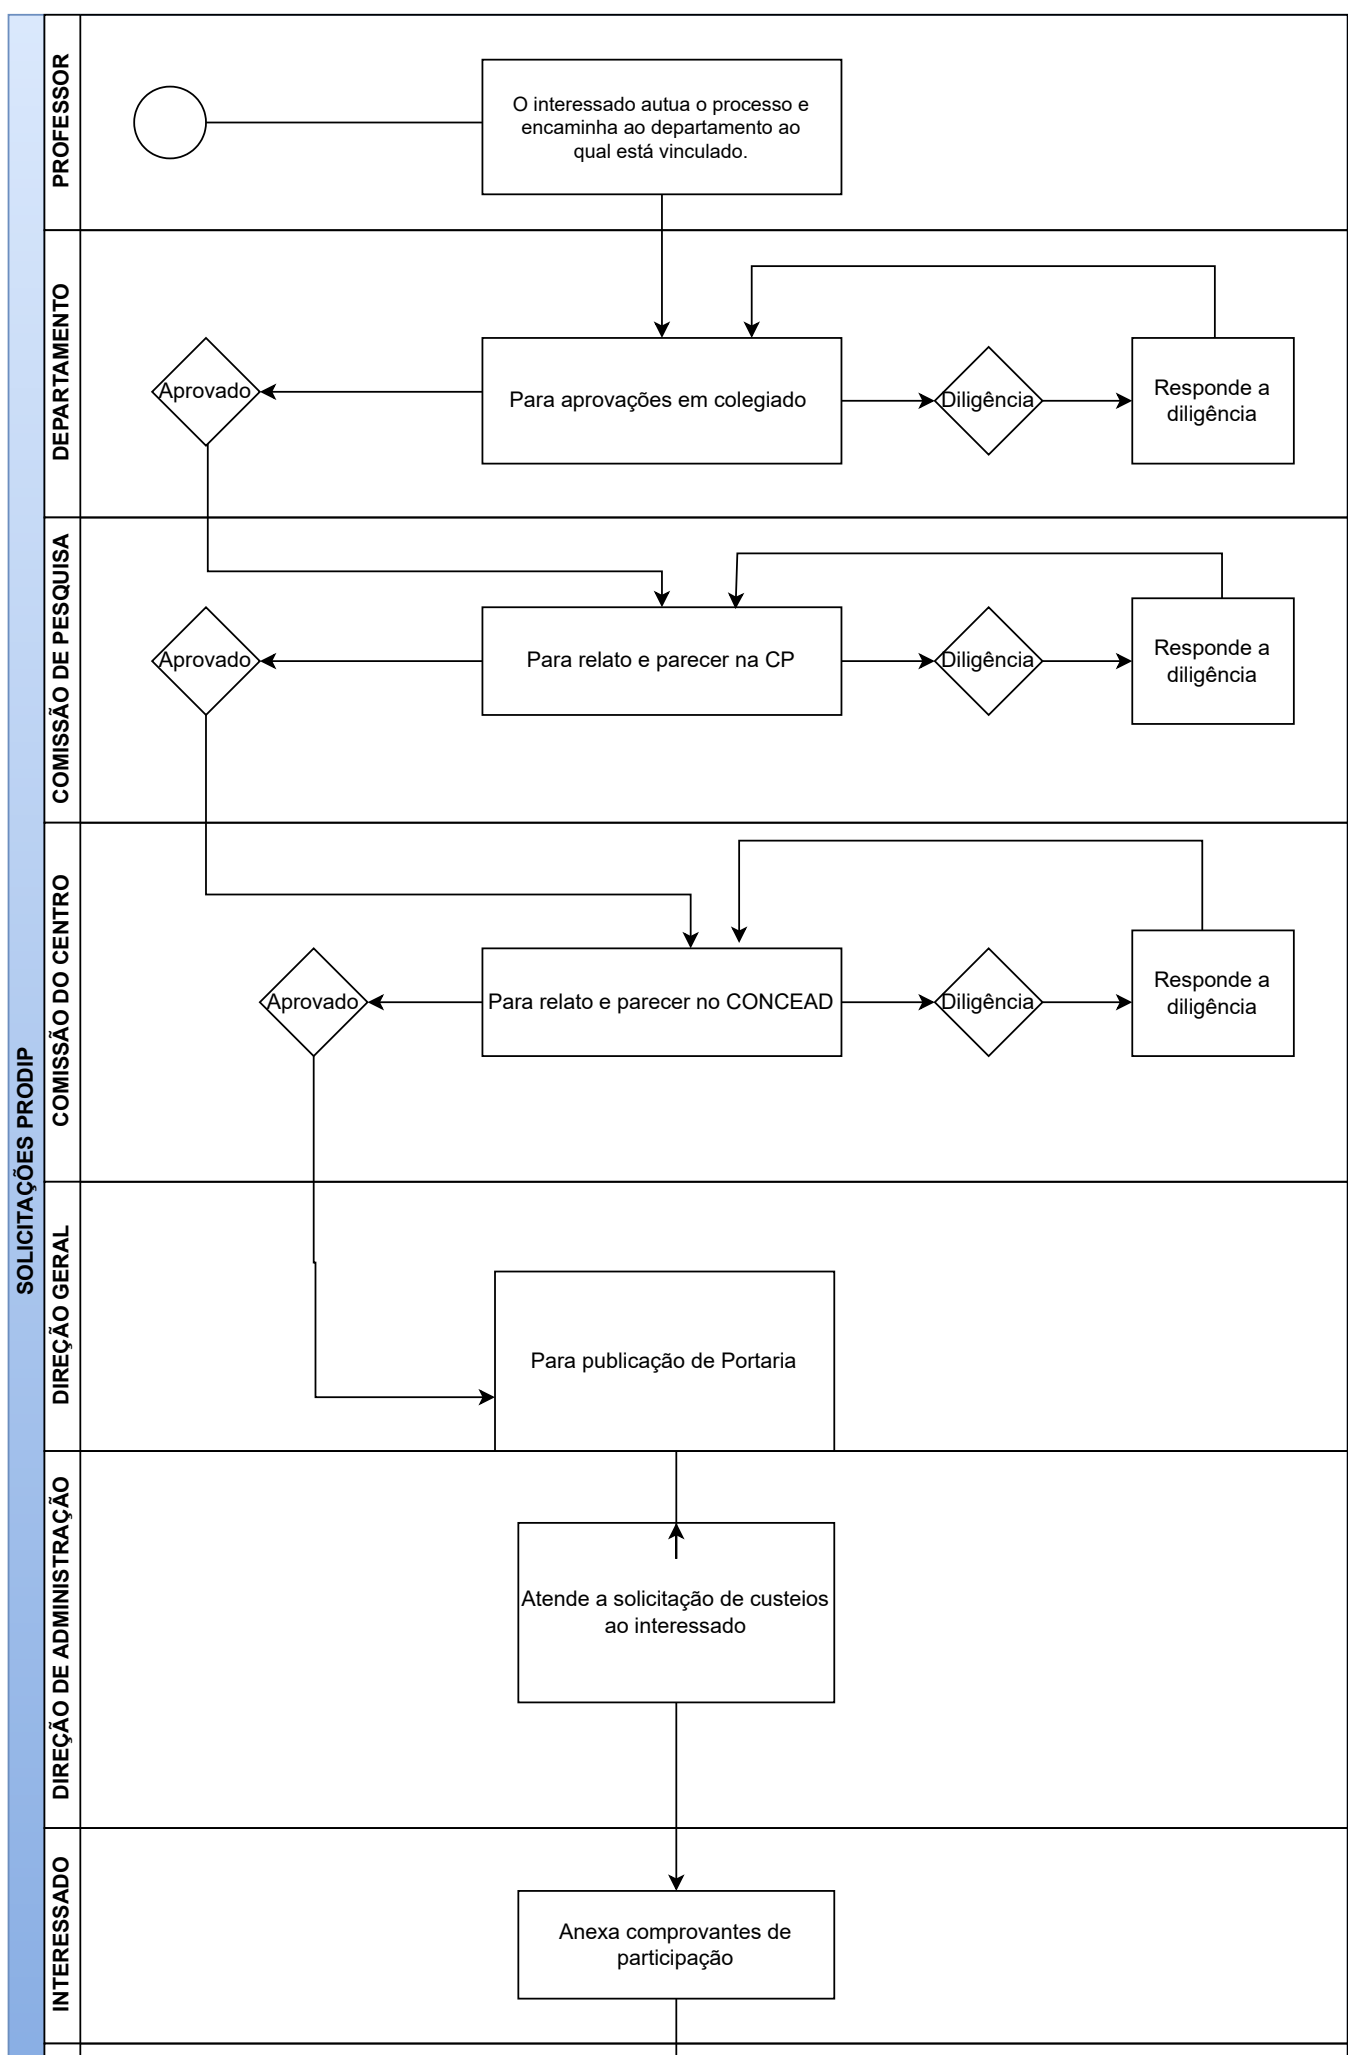 SOLICITAÇÕES PRODIP
PROFESSOR
O interessado autua o processo e
encaminha ao departamento ao
qual está vinculado.
DEPARTAMENTO
Aprovado
Para aprovações em colegiado
Diligência
Responde a
diligência
COMISSÃO DE PESQUISA
Aprovado
Para relato e parecer na CP
Diligência
Responde a
diligência
COMISSÃO DO CENTRO
Aprovado
Para relato e parecer no CONCEAD
Diligência
Responde a
diligência
DIREÇÃO GERAL
Para publicação de Portaria
DIREÇÃO DE ADMINISTRAÇÃO
Atende a solicitação de custeios
ao interessado
INTERESSADO
Anexa comprovantes de
participação